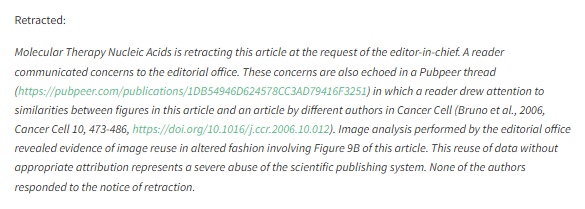 Retracted:
Molecular Therapy Nucleic Acids is retracting this article at the request of the editor-in-chief. A reader
communicated concerns to the editorial office. These concerns are also echoed in a Pubpeer thread
(https://pubpeer.com/publications/1DB54946D624578CC3AD79416F3251) in which a reader drew attention to
similarities between figures in this article and an article by different authors in Cancer Cell (Bruno et al., 2006,
Cancer Cell 10, 473-486, https://doi.org/10.1016/j.ccr.2006.10.012). Image analysis performed by the editorial office
revealed evidence of image reuse in altered fashion involving Figure 9B of this article. This reuse of data without
appropriate attribution represents a severe abuse of the scientific publishing system. None of the authors
responded to the notice of retraction.